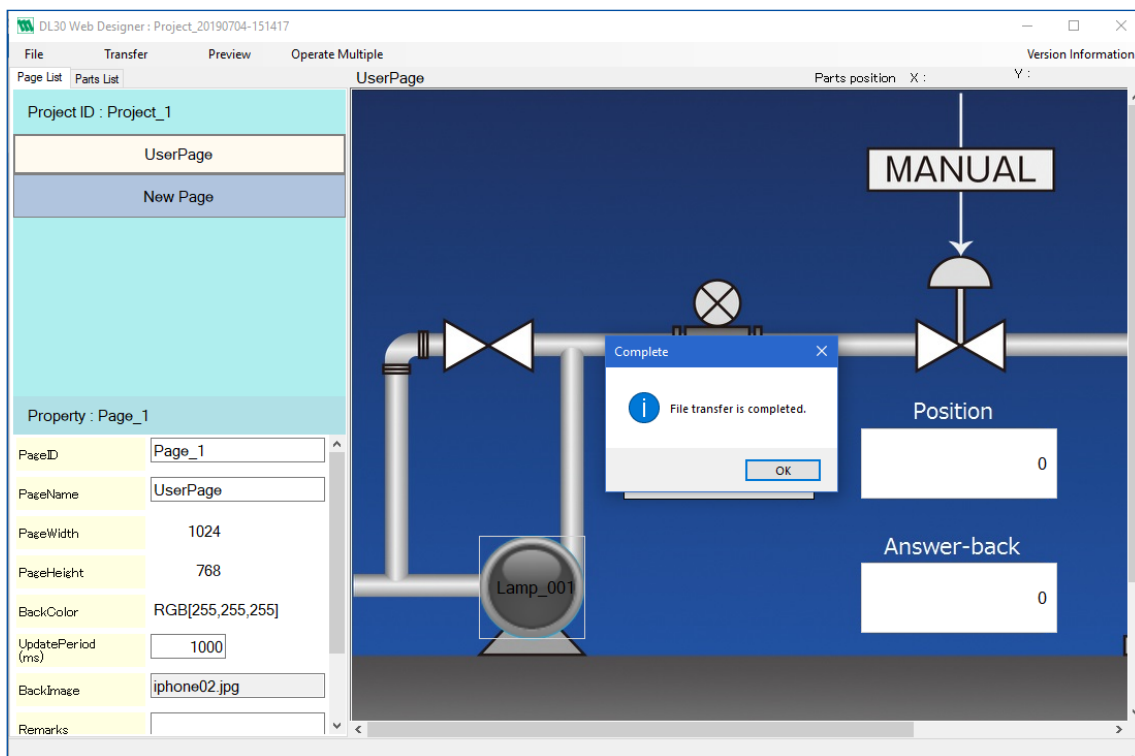 DL30 Web Designer : Project_20190704-151417
File Transfer Preview Operate Multiple Version Information
Page List Parts List UserPage Parts position X : Y :
Project ID : Project_1
UserPage
New Page
MANUAL
Complete
File transfer is completed.
OK
Position
0
Answer-back
0
Lamp_001
Property : Page_1
PageID Page_1
PageName UserPage
PageWidth 1024
PageHeight 768
BackColor RGB[255,255,255]
UpdatePeriod
(ms) 1000
BackImage iphone02.jpg
Remarks